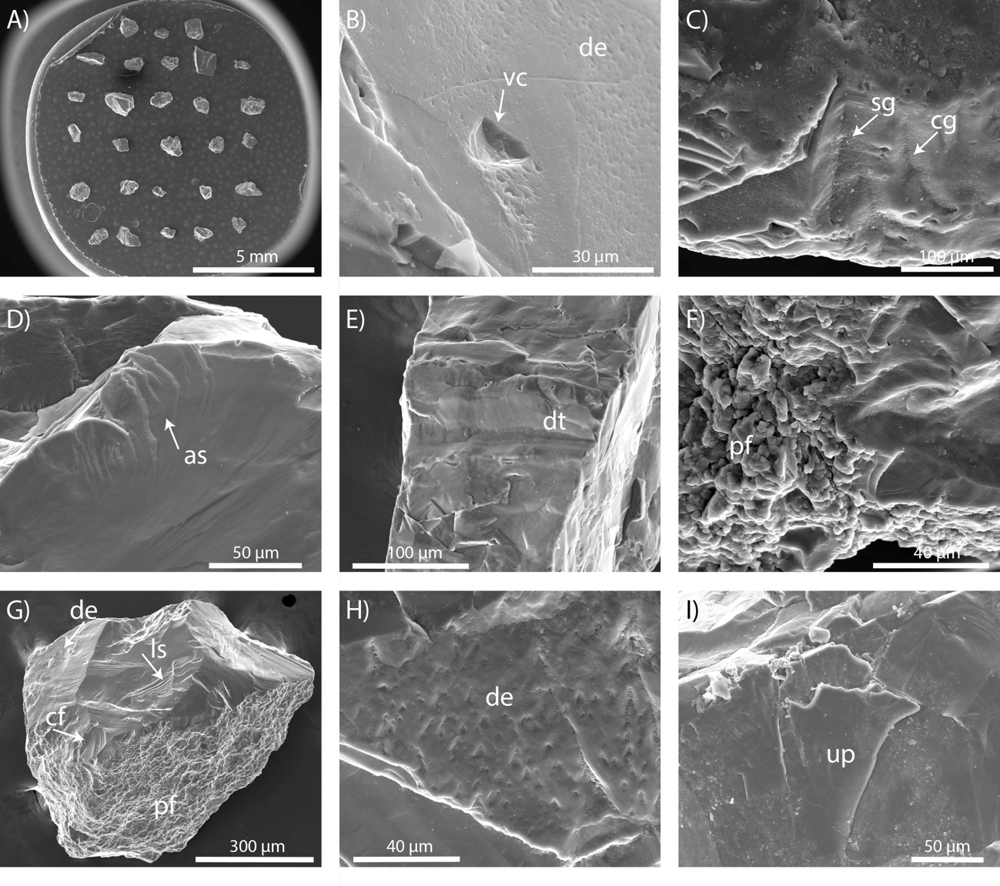 A)
5 mm
B)
de
vc
30 µm
C)
sg
cg
100 µm
D)
as
50 µm
E)
dt
100 µm
F)
pf
40 µm
G)
de
ls
cf
pf
300 µm
H)
de
40 µm
I)
up
50 µm